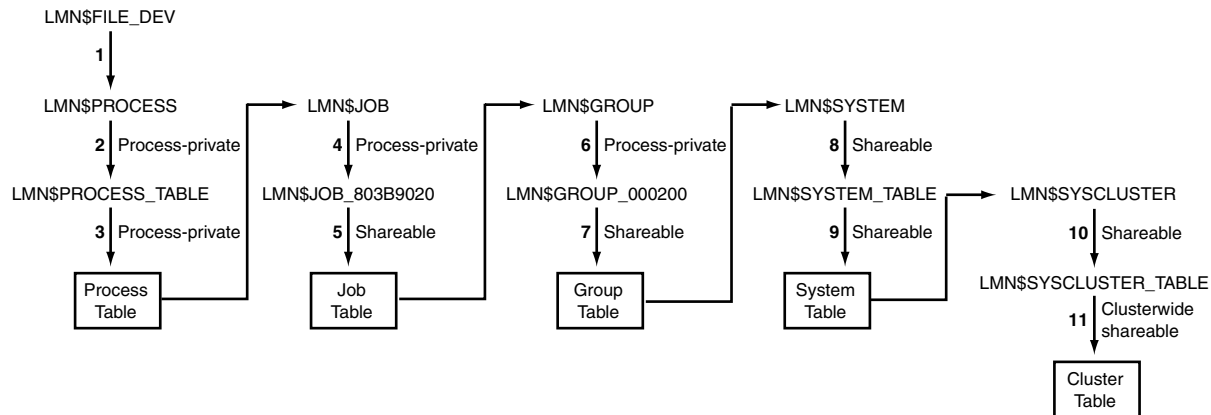 LMN$FILE_DEV
1
LMN$PROCESS
LMN$JOB
LMN$GROUP
LMN$SYSTEM
2 Process-private
4 Process-private
6 Process-private
8 Shareable
LMN$PROCESS_TABLE
LMN$JOB_803B9020
LMN$GROUP_000200
LMN$SYSTEM_TABLE
LMN$SYSCLUSTER
3 Process-private
5 Shareable
7 Shareable
9 Shareable
10 Shareable
Process
Table
Job
Table
Group
Table
System
Table
LMN$SYSCLUSTER_TABLE
11 Clusterwide
shareable
Cluster
Table